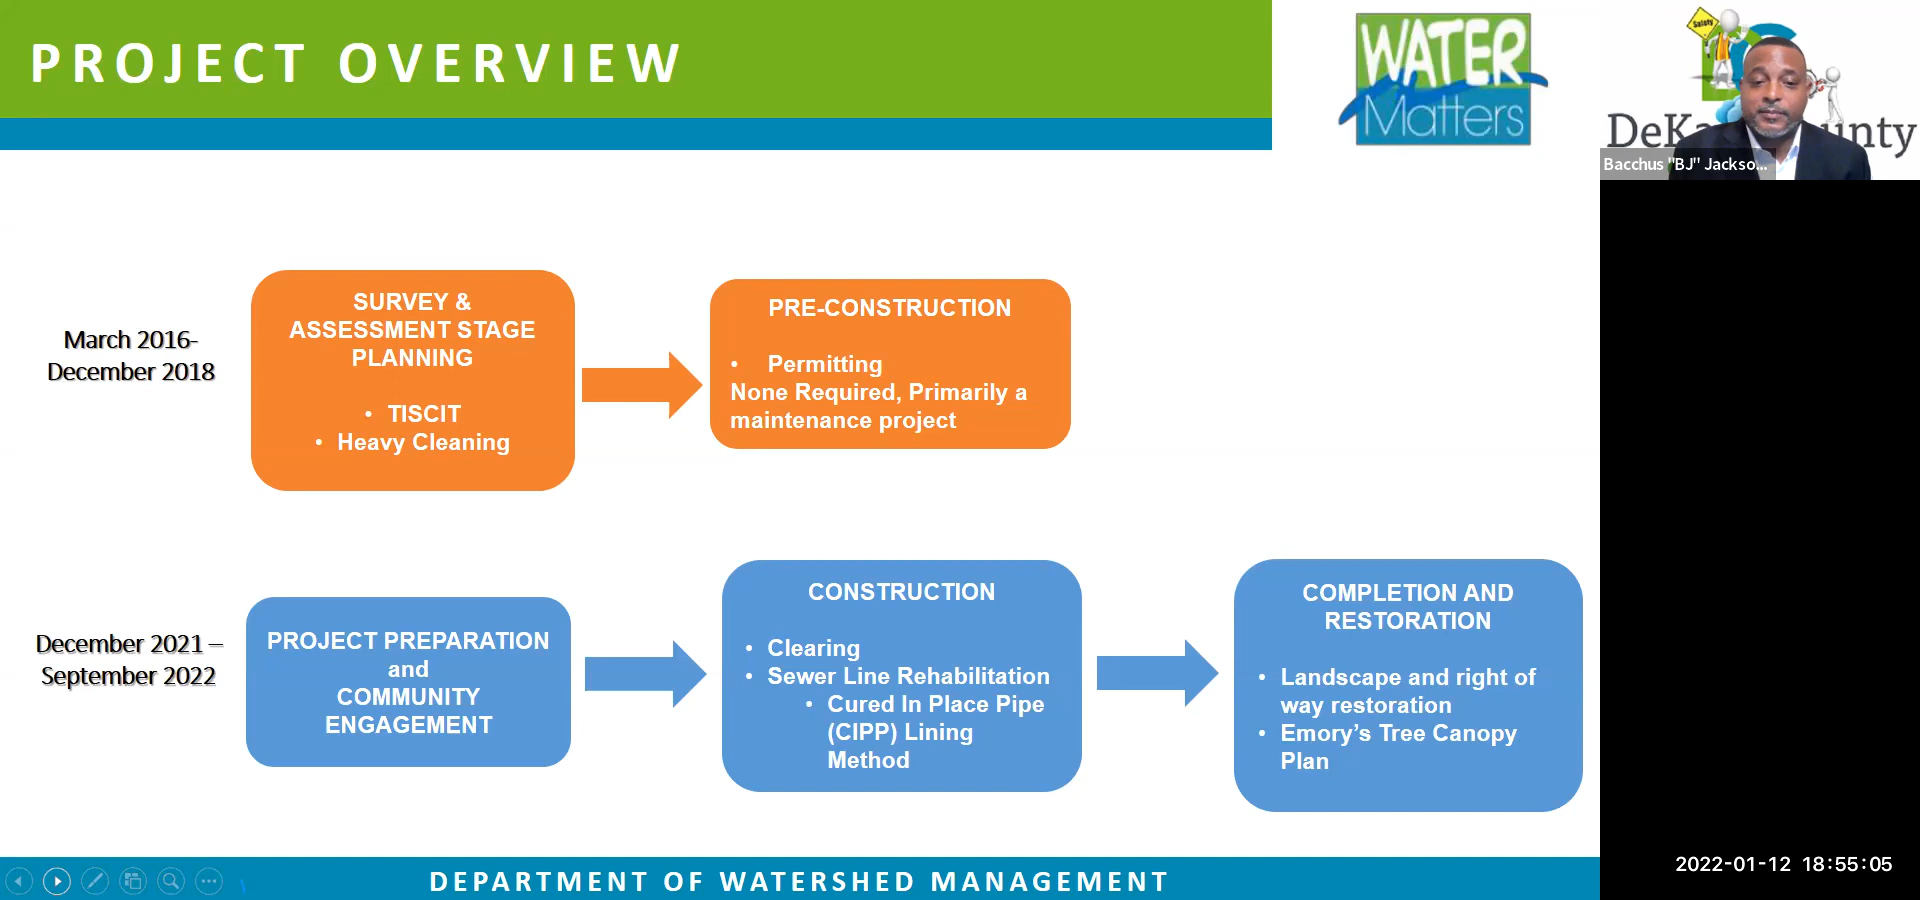 PROJECT OVERVIEW
WATER
Matters
Safety
DeKa unty
Bacchus "BJ" Jackso...
March 2016-
December 2018
SURVEY &
ASSESSMENT STAGE
PLANNING
• TISCIT
• Heavy Cleaning
PRE-CONSTRUCTION
• Permitting
None Required, Primarily a
maintenance project
December 2021 –
September 2022
PROJECT PREPARATION
and
COMMUNITY
ENGAGEMENT
CONSTRUCTION
• Clearing
• Sewer Line Rehabilitation
• Cured In Place Pipe
(CIPP) Lining
Method
COMPLETION AND
RESTORATION
• Landscape and right of
way restoration
• Emory's Tree Canopy
Plan
DEPARTMENT OF WATERSHED MANAGEMENT
2022-01-12 18:55:05